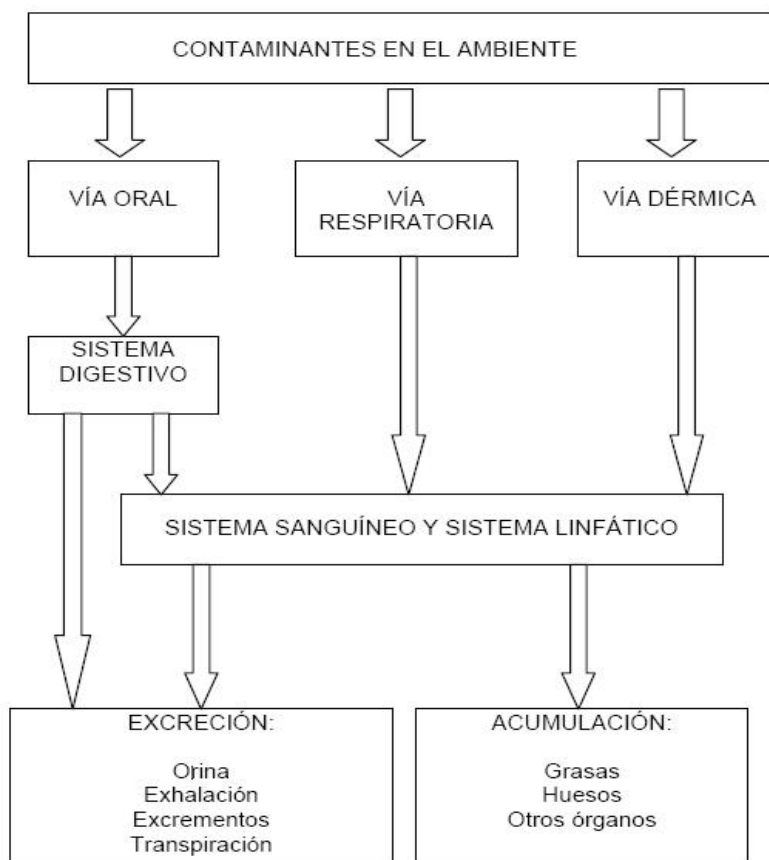 CONTAMINANTES EN EL AMBIENTE
VÍA ORAL
VÍA
RESPIRATORIA
VÍA DÉRMICA
SISTEMA
DIGESTIVO
SISTEMA SANGUÍNEO Y SISTEMA LINFÁTICO
EXCRECIÓN:
Orina
Exhalación
Excrementos
Transpiración
ACUMULACIÓN:
Grasas
Huesos
Otros órganos